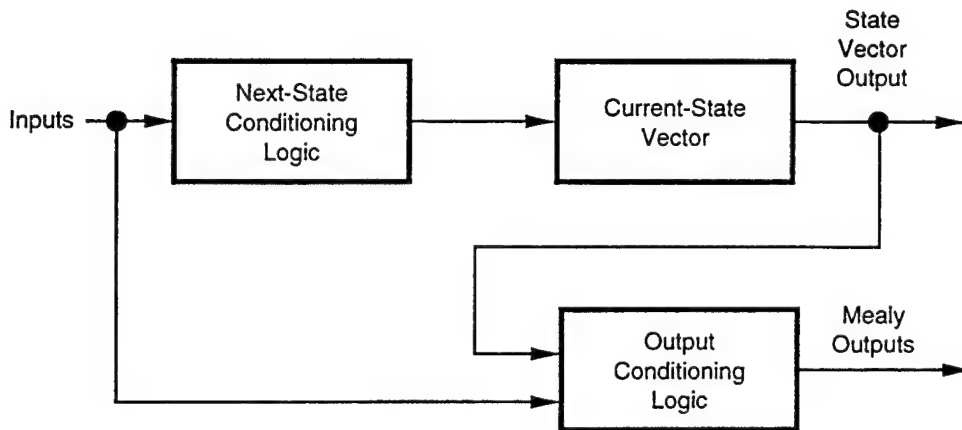 State
Vector
Output
Inputs
Next-State
Conditioning
Logic
Current-State
Vector
Output
Conditioning
Logic
Mealy
Outputs